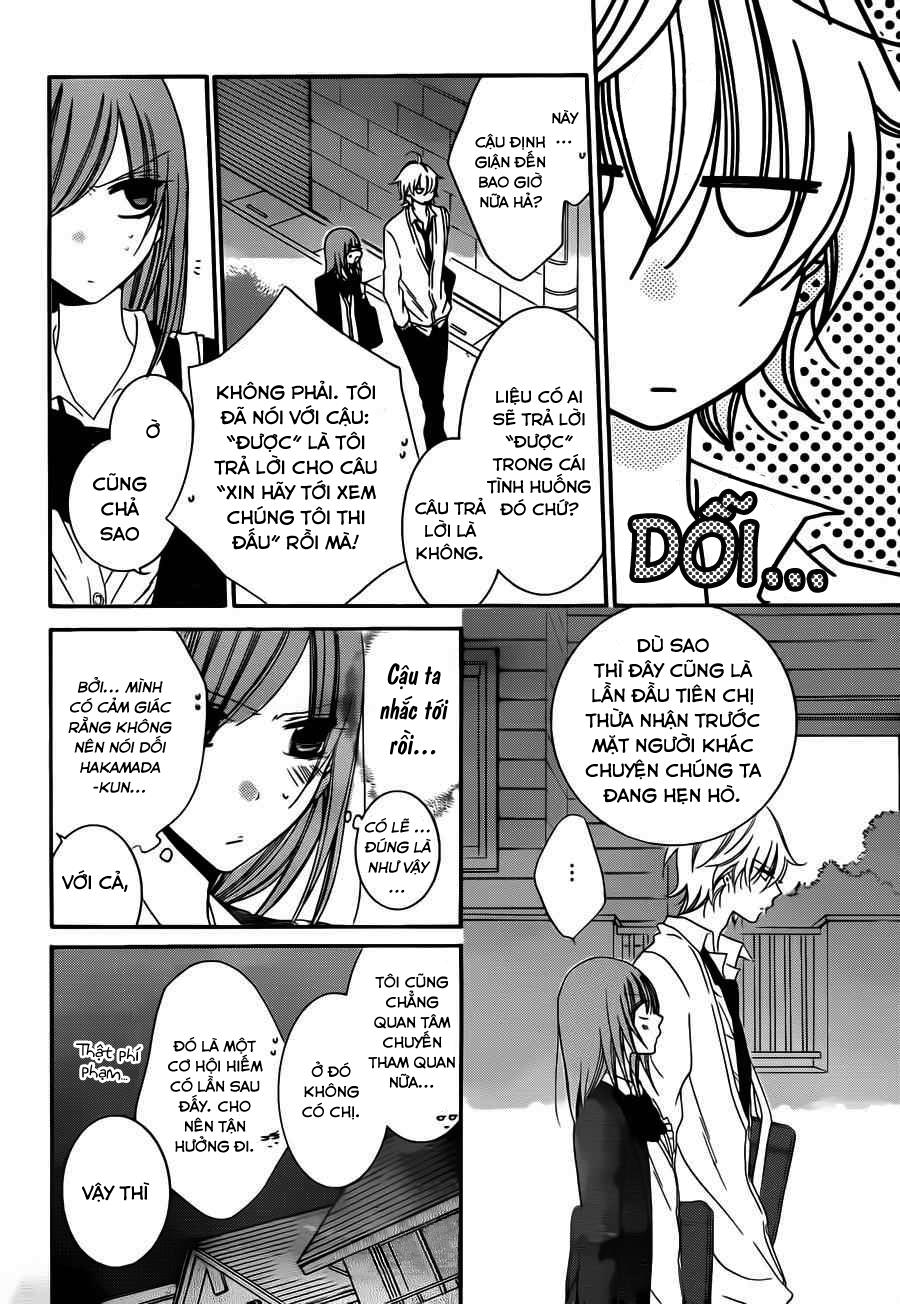 DỖI...
NÀY
...
CẬU ĐỊNH
GIẬN ĐẾN
BAO GIỜ
NỮA HẢ?
LIỆU CÓ AI
SẼ TRẢ LỜI
“ĐƯỢC”
TRONG CÁI
TÌNH HUỐNG
ĐÓ CHỨ?
CÂU TRẢ
LỜI LÀ
KHÔNG.
KHÔNG PHẢI. TÔI
ĐÃ NÓI VỚI CẬU:
“ĐƯỢC” LÀ TÔI
TRẢ LỜI CHO CÂU
“XIN HÃY TỚI XEM
CHÚNG TÔI THI
ĐẤU” RỒI MÀ!
Ờ
CŨNG
CHẢ
SAO
DÙ SAO
THÌ ĐÂY CŨNG LÀ
LẦN ĐẦU TIÊN CHỊ
THỪA NHẬN TRƯỚC
MẶT NGƯỜI KHÁC
CHUYỆN CHÚNG TA
ĐANG HẸN HÒ.
...
Cậu ta
nhắc tới
rồi...
CÓ LẼ ...
ĐÚNG LÀ
NHƯ VẬY
...
BỞI... MÌNH
CÓ CẢM GIÁC
RẰNG KHÔNG
NÊN NÓI DỐI
HAKAMADA
-KUN...
VỚI CẢ,
TÔI CŨNG
CHẲNG
QUAN TÂM
CHUYẾN
THAM QUAN
NỮA...
Ở ĐÓ
KHÔNG
CÓ CHỊ.
ĐÓ LÀ MỘT
CƠ HỘI HIẾM
CÓ LẦN SAU
ĐẤY. CHO
NÊN TẬN
HƯỞNG ĐI.
Thật phí
phạm...
VẬY THÌ